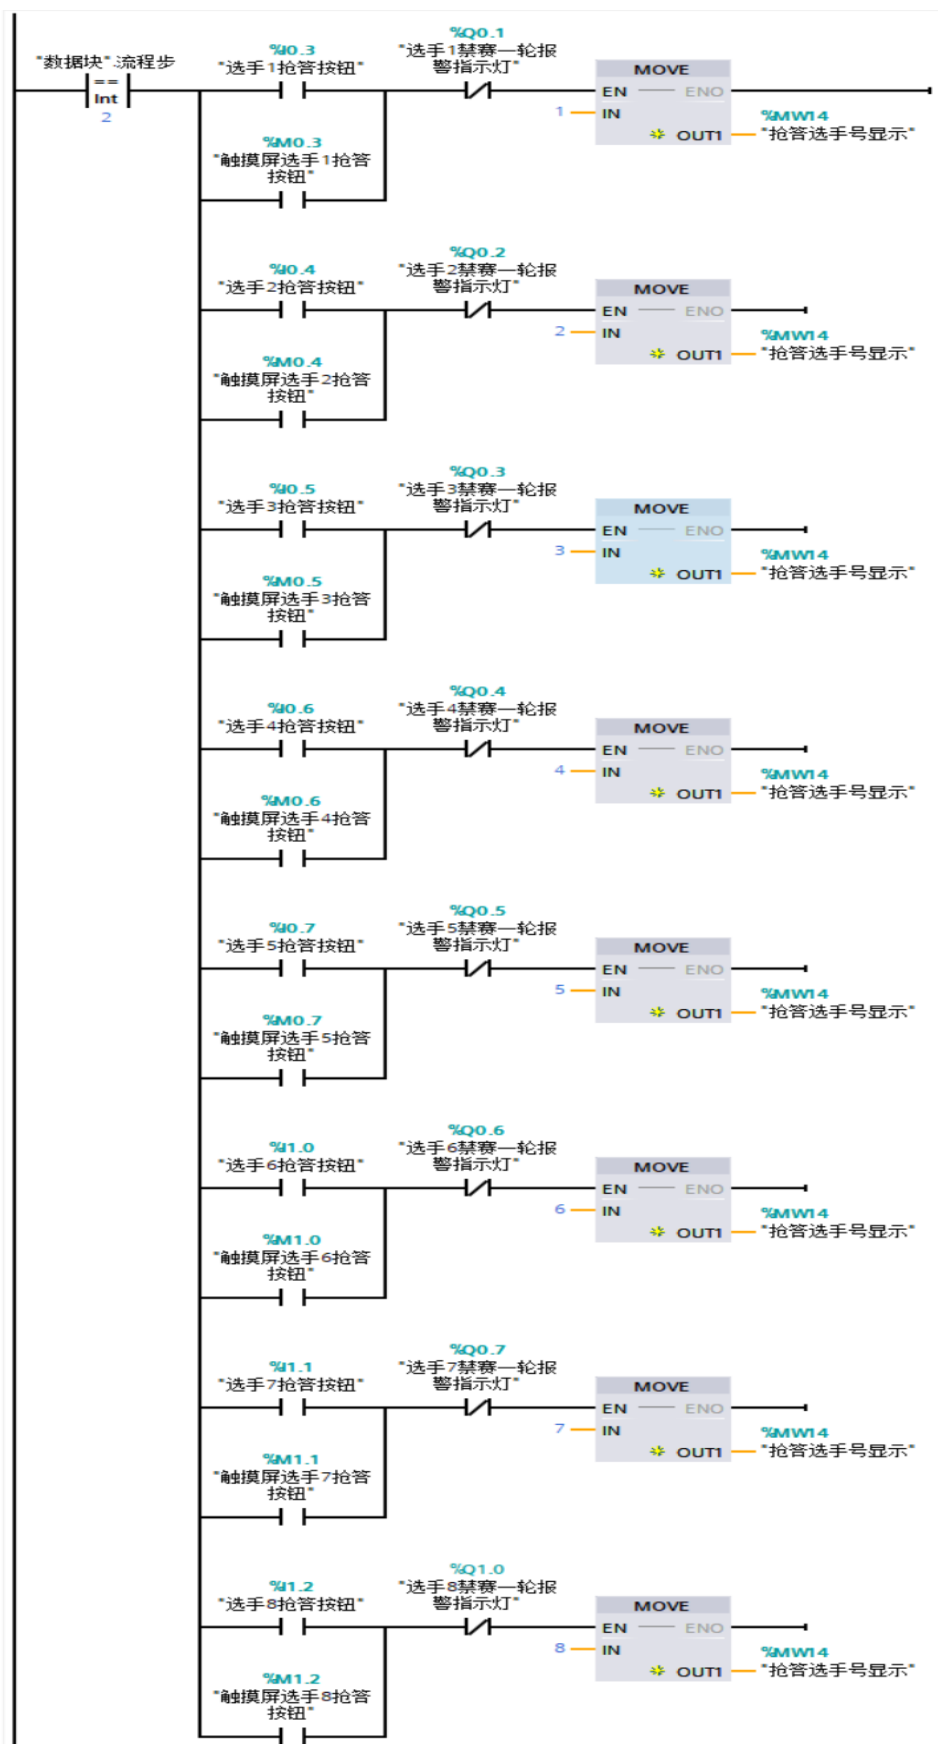 "数据块".流程步
==
Int
2
%I0.3
"选手1抢答按钮"
%Q0.1
"选手1禁赛一轮报
警指示灯"
MOVE
EN
ENO
1
IN
OUT1
%MW14
"抢答选手号显示"
%M0.3
"触摸屏选手1抢答
按钮"
%I0.4
"选手2抢答按钮"
%Q0.2
"选手2禁赛一轮报
警指示灯"
MOVE
EN
ENO
2
IN
OUT1
%MW14
"抢答选手号显示"
%M0.4
"触摸屏选手2抢答
按钮"
%I0.5
"选手3抢答按钮"
%Q0.3
"选手3禁赛一轮报
警指示灯"
MOVE
EN
ENO
3
IN
OUT1
%MW14
"抢答选手号显示"
%M0.5
"触摸屏选手3抢答
按钮"
%I0.6
"选手4抢答按钮"
%Q0.4
"选手4禁赛一轮报
警指示灯"
MOVE
EN
ENO
4
IN
OUT1
%MW14
"抢答选手号显示"
%M0.6
"触摸屏选手4抢答
按钮"
%I0.7
"选手5抢答按钮"
%Q0.5
"选手5禁赛一轮报
警指示灯"
MOVE
EN
ENO
5
IN
OUT1
%MW14
"抢答选手号显示"
%M0.7
"触摸屏选手5抢答
按钮"
%I1.0
"选手6抢答按钮"
%Q0.6
"选手6禁赛一轮报
警指示灯"
MOVE
EN
ENO
6
IN
OUT1
%MW14
"抢答选手号显示"
%M1.0
"触摸屏选手6抢答
按钮"
%I1.1
"选手7抢答按钮"
%Q0.7
"选手7禁赛一轮报
警指示灯"
MOVE
EN
ENO
7
IN
OUT1
%MW14
"抢答选手号显示"
%M1.1
"触摸屏选手7抢答
按钮"
%I1.2
"选手8抢答按钮"
%Q1.0
"选手8禁赛一轮报
警指示灯"
MOVE
EN
ENO
8
IN
OUT1
%MW14
"抢答选手号显示"
%M1.2
"触摸屏选手8抢答
按钮"